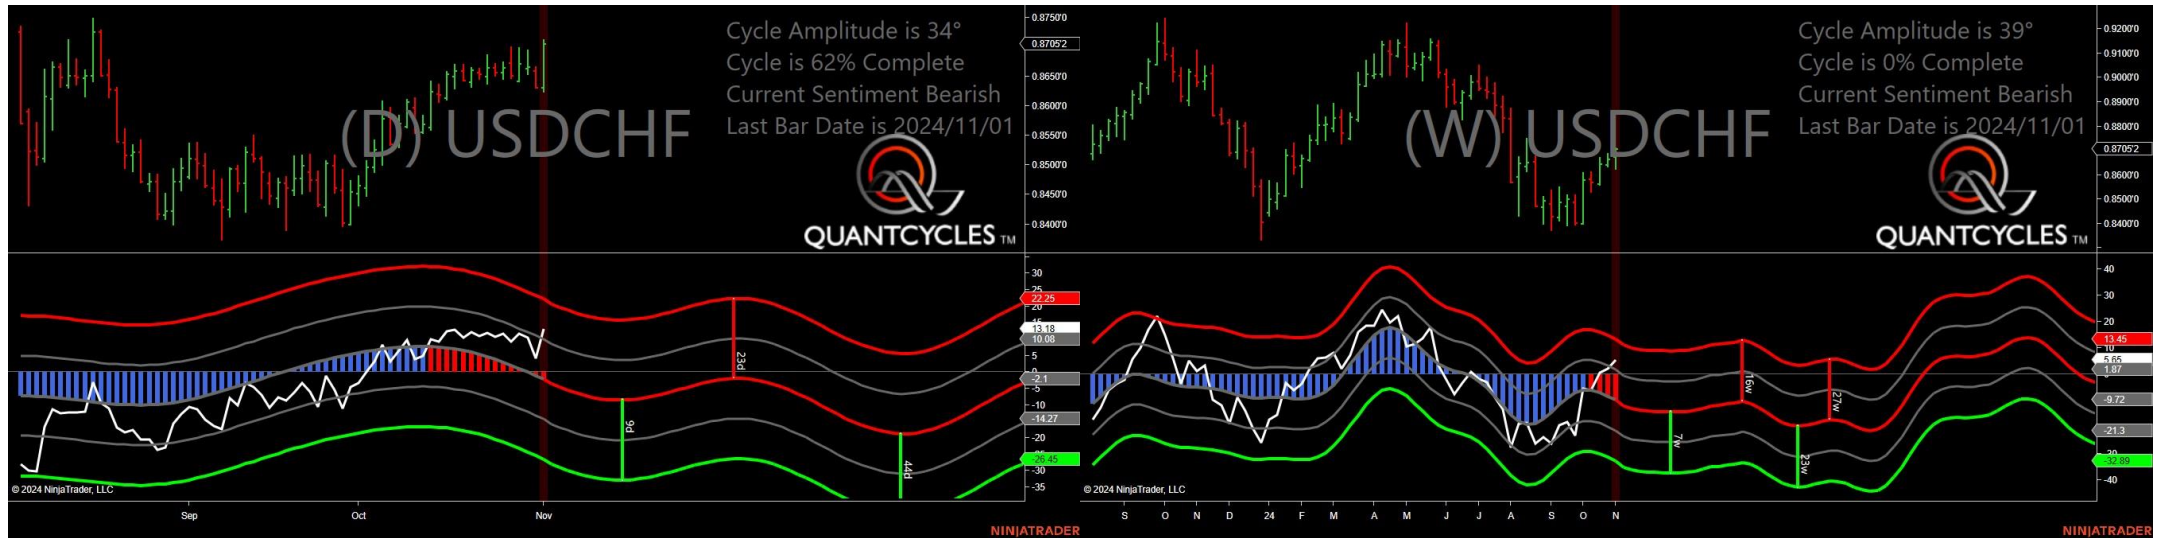 Cycle Amplitude is 34°
Cycle is 62% Complete
Current Sentiment Bearish
Last Bar Date is 2024/11/01
(D) USDCHF
QUANTCYCLES TM
0.8750'0
0.8705'2
0.8650'0
0.8600'0
0.8550'0
0.8500'0
0.8450'0
0.8400'0
30
25
22.25
20
15
13.18
10.08
5
0
-2.1
-5
-10
-14.27
-20
-26.45
-30
-35
9d
23d
44d
© 2024 NinjaTrader, LLC
Sep Oct Nov
NINJATRADER
Cycle Amplitude is 39°
Cycle is 0% Complete
Current Sentiment Bearish
Last Bar Date is 2024/11/01
(W) USDCHF
QUANTCYCLES TM
0.9200'0
0.9100'0
0.9000'0
0.8900'0
0.8800'0
0.8705'2
0.8600'0
0.8500'0
0.8400'0
40
30
20
13.45
10
5.65
1.87
-9.72
-21.3
-32.89
-40
7w
16w
23w
27w
© 2024 NinjaTrader, LLC
S O N D 24 F M A M J J A S O N
NINJATRADER